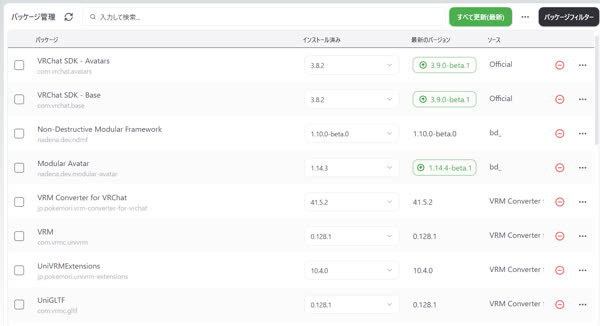 パッケージ管理 入力して検索... すべて更新(最新) ... パッケージフィルター
パッケージ インストール済み 最新のバージョン ソース
VRChat SDK - Avatars 3.8.2 3.9.0-beta.1 Official
com.vrchat.avatars
VRChat SDK - Base 3.8.2 3.9.0-beta.1 Official
com.vrchat.base
Non-Destructive Modular Framework 1.10.0-beta.0 1.10.0-beta.0 bd_
nadena.dev.ndmf
Modular Avatar 1.14.3 1.14.4-beta.1 bd_
nadena.dev.modular-avatar
VRM Converter for VRChat 41.5.2 41.5.2 VRM Converter
jp.pokemori.vrm-converter-for-vrchat
VRM 0.128.1 0.128.1 VRM Converter
com.vrmc.univrm
UniVRMExtensions 10.4.0 10.4.0 VRM Converter
jp.pokemori.univrm-extensions
UniGLTF 0.128.1 0.128.1 VRM Converter
com.vrmc.gltf